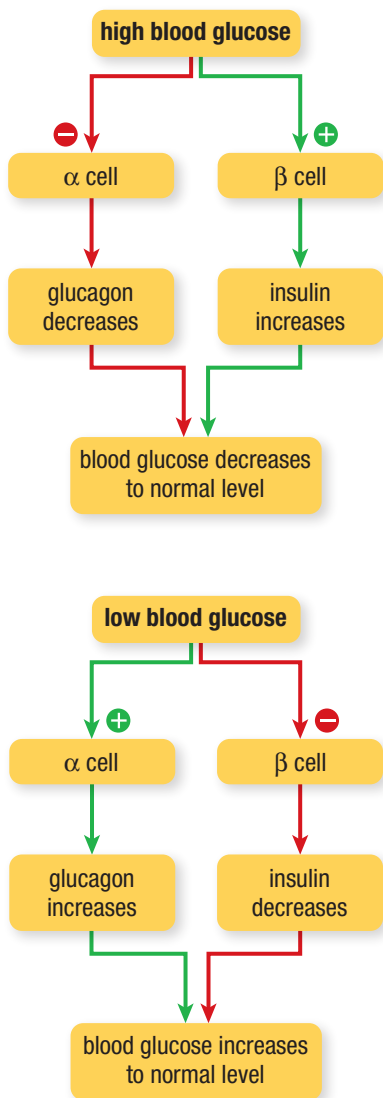 high blood glucose
− +
α cell β cell
glucagon
decreases
insulin
increases
blood glucose decreases
to normal level
low blood glucose
+ −
α cell β cell
glucagon
increases
insulin
decreases
blood glucose increases
to normal level